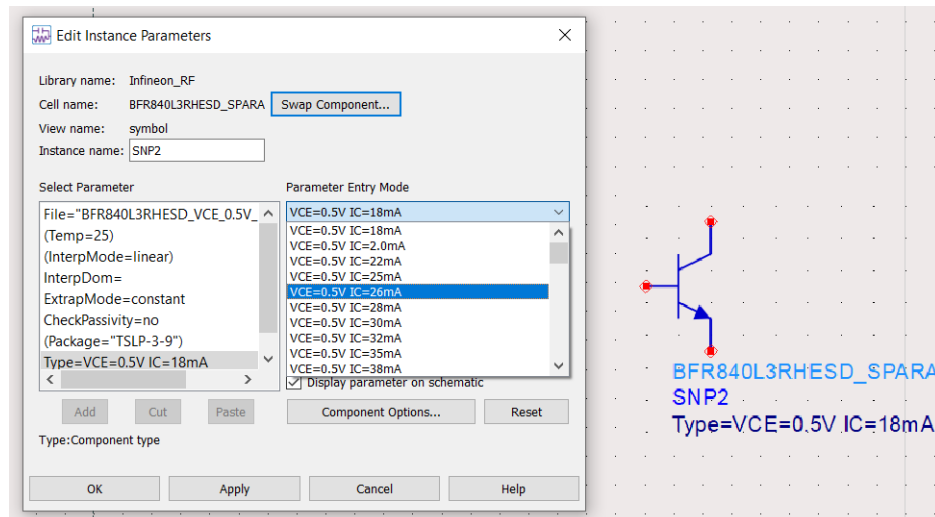 Edit Instance Parameters
Library name: Infineon_RF
Cell name: BFR840L3RHESD_SPARA Swap Component...
View name: symbol
Instance name: SNP2
Select Parameter
File="BFR840L3RHESD_VCE_0.5V_
(Temp=25)
(InterpMode=linear)
InterpDom=
ExtrapMode=constant
CheckPassivity=no
(Package="TSLP-3-9")
Type=VCE=0.5V IC=18mA
Parameter Entry Mode
VCE=0.5V IC=18mA
VCE=0.5V IC=18mA
VCE=0.5V IC=2.0mA
VCE=0.5V IC=22mA
VCE=0.5V IC=25mA
VCE=0.5V IC=26mA
VCE=0.5V IC=28mA
VCE=0.5V IC=30mA
VCE=0.5V IC=32mA
VCE=0.5V IC=35mA
VCE=0.5V IC=38mA
Display parameter on schematic
Add Cut Paste Component Options... Reset
Type:Component type
OK Apply Cancel Help
BFR840L3RHESD_SPARA
SNP2
Type=VCE=0.5V IC=18mA